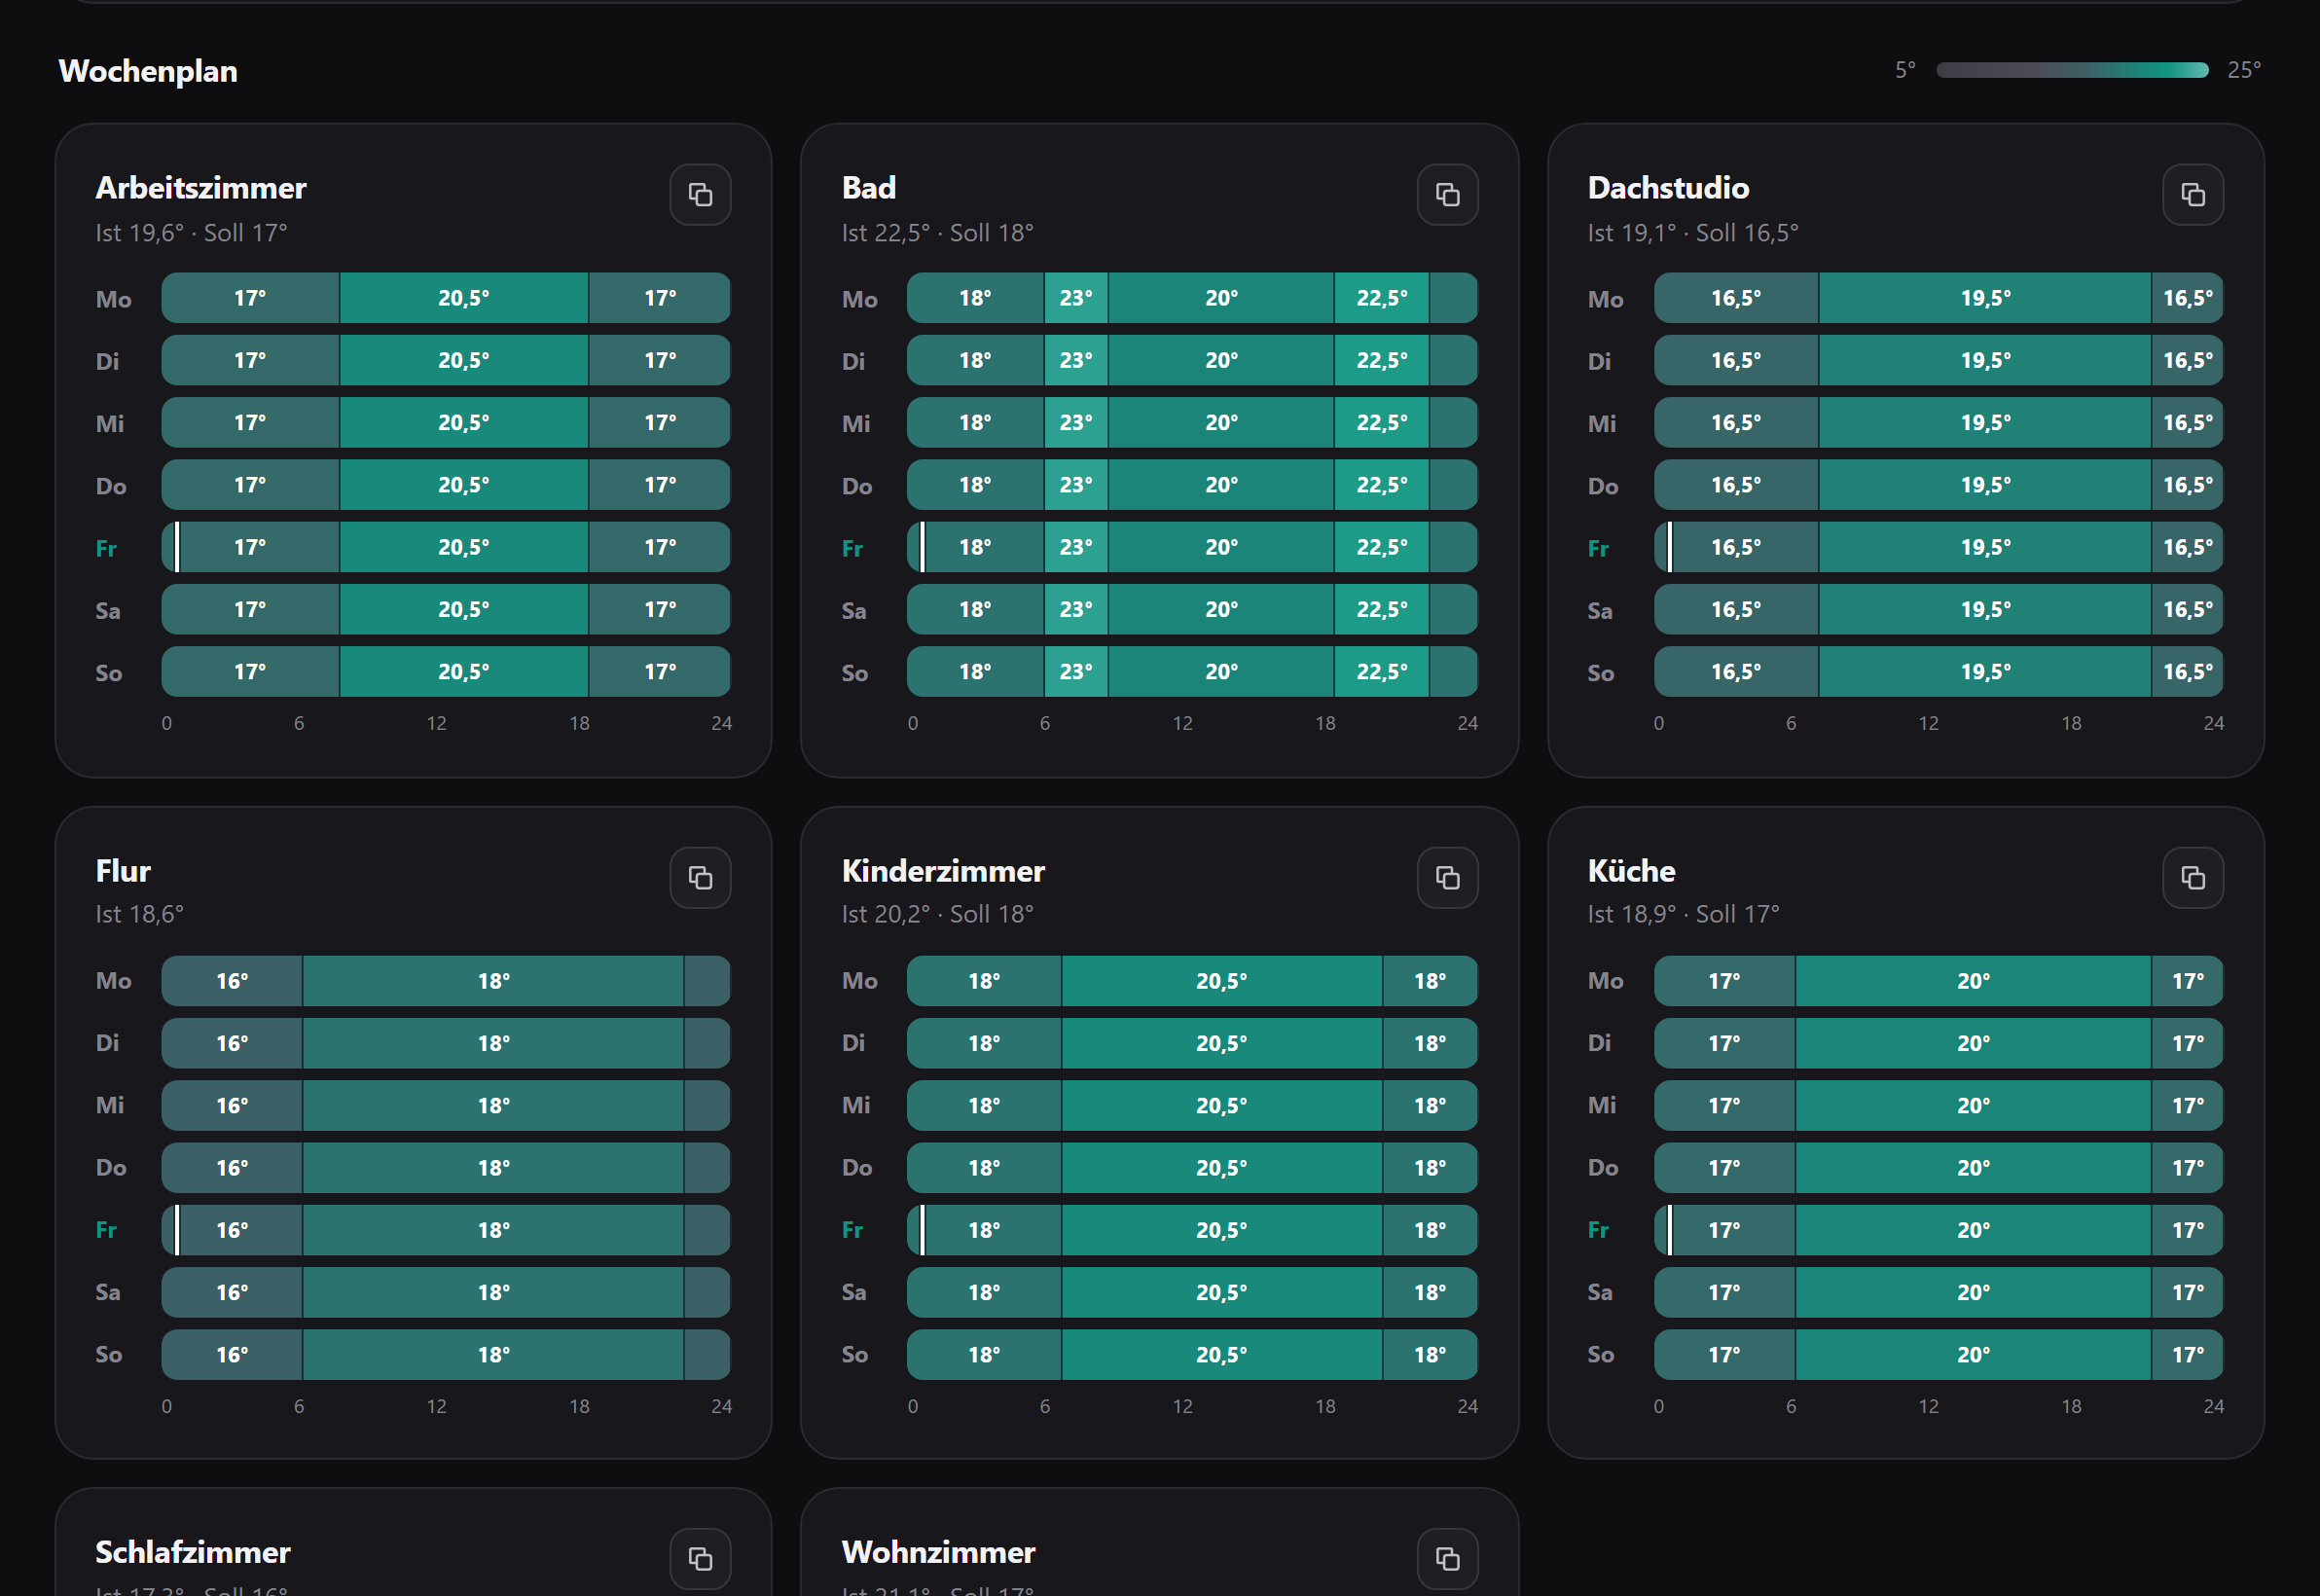 Wochenplan
5° 25°
Arbeitszimmer
Ist 19,6° · Soll 17°
Mo 17° 20,5° 17°
Di 17° 20,5° 17°
Mi 17° 20,5° 17°
Do 17° 20,5° 17°
Fr 17° 20,5° 17°
Sa 17° 20,5° 17°
So 17° 20,5° 17°
0 6 12 18 24
Bad
Ist 22,5° · Soll 18°
Mo 18° 23° 20° 22,5°
Di 18° 23° 20° 22,5°
Mi 18° 23° 20° 22,5°
Do 18° 23° 20° 22,5°
Fr 18° 23° 20° 22,5°
Sa 18° 23° 20° 22,5°
So 18° 23° 20° 22,5°
0 6 12 18 24
Dachstudio
Ist 19,1° · Soll 16,5°
Mo 16,5° 19,5° 16,5°
Di 16,5° 19,5° 16,5°
Mi 16,5° 19,5° 16,5°
Do 16,5° 19,5° 16,5°
Fr 16,5° 19,5° 16,5°
Sa 16,5° 19,5° 16,5°
So 16,5° 19,5° 16,5°
0 6 12 18 24
Flur
Ist 18,6°
Mo 16° 18°
Di 16° 18°
Mi 16° 18°
Do 16° 18°
Fr 16° 18°
Sa 16° 18°
So 16° 18°
0 6 12 18 24
Kinderzimmer
Ist 20,2° · Soll 18°
Mo 18° 20,5° 18°
Di 18° 20,5° 18°
Mi 18° 20,5° 18°
Do 18° 20,5° 18°
Fr 18° 20,5° 18°
Sa 18° 20,5° 18°
So 18° 20,5° 18°
0 6 12 18 24
Küche
Ist 18,9° · Soll 17°
Mo 17° 20° 17°
Di 17° 20° 17°
Mi 17° 20° 17°
Do 17° 20° 17°
Fr 17° 20° 17°
Sa 17° 20° 17°
So 17° 20° 17°
0 6 12 18 24
Schlafzimmer
Ist 17,3° · Soll 16°
Wohnzimmer
Ist 21,1° · Soll 17°